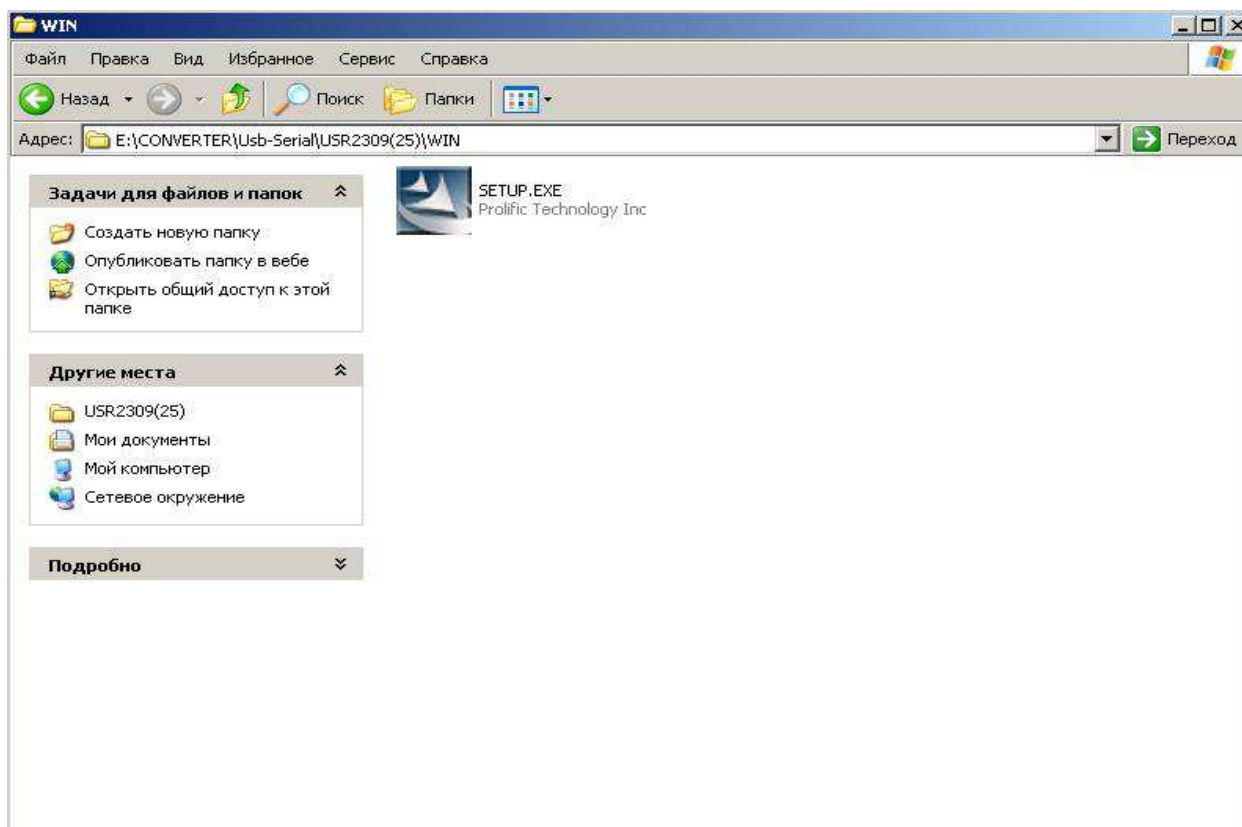 WIN
Файл Правка Вид Избранное Сервис Справка
Назад Поиск Папки
Адрес: E:\CONVERTER\Usb-Serial\USR2309(25)\WIN Переход
Задачи для файлов и папок
Создать новую папку
Опубликовать папку в вебе
Открыть общий доступ к этой
папке
Другие места
USR2309(25)
Мои документы
Мой компьютер
Сетевое окружение
Подробно
SETUP.EXE
Prolific Technology Inc